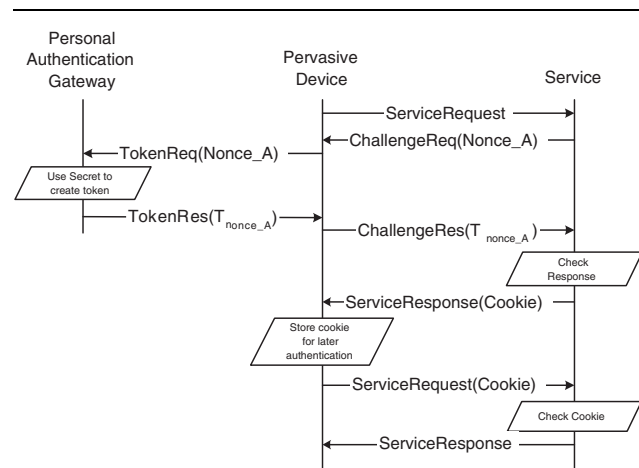 Personal
Authentication
Gateway
Pervasive
Device
Service
ServiceRequest
ChallengeReq(Nonce_A)
TokenReq(Nonce_A)
Use Secret to
create token
TokenRes(T nonce_A)
ChallengeRes(T nonce_A)
Check
Response
ServiceResponse(Cookie)
Store cookie
for later
authentication
ServiceRequest(Cookie)
Check Cookie
ServiceResponse